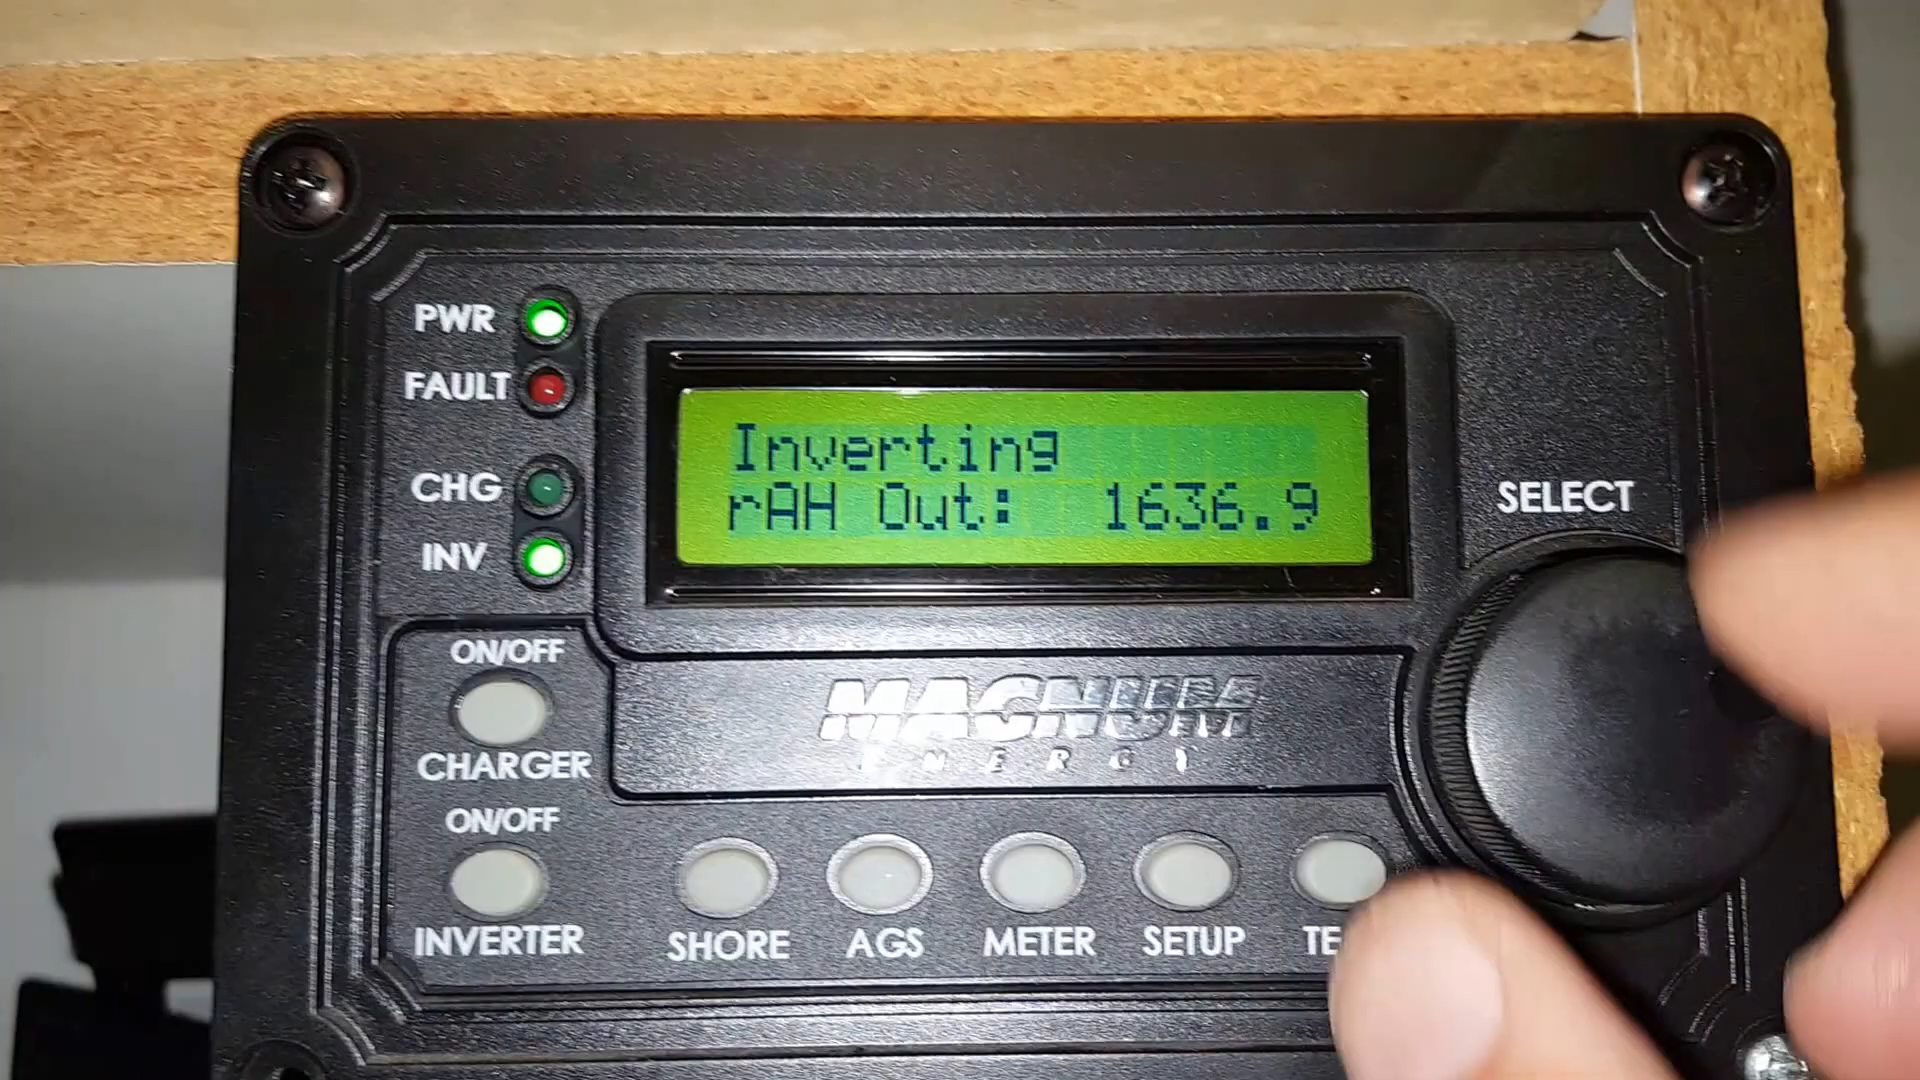 PWR
FAULT
CHG
INV
Inverting
rAH Out: 1636.9
SELECT
ON/OFF
CHARGER
MAGNUM
ENERGY
ON/OFF
INVERTER
SHORE
AGS
METER
SETUP